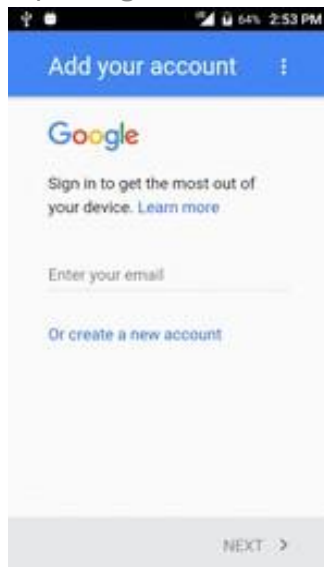 64% 2:53 PM
Add your account
Google
Sign in to get the most out of
your device. Learn more
Enter your email
Or create a new account
NEXT